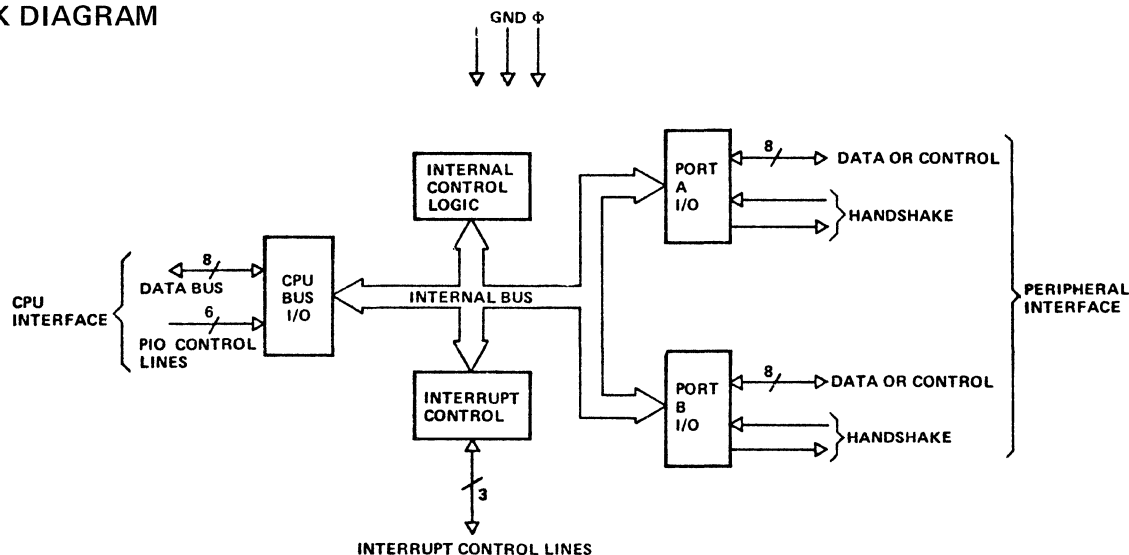 K DIAGRAM
GND Φ
INTERNAL
CONTROL
LOGIC
PORT
A
I/O
8
DATA OR CONTROL
HANDSHAKE
CPU
INTERFACE
8
DATA BUS
6
PIO CONTROL
LINES
CPU
BUS
I/O
INTERNAL BUS
PERIPHERAL
INTERFACE
INTERRUPT
CONTROL
PORT
B
I/O
8
DATA OR CONTROL
HANDSHAKE
3
INTERRUPT CONTROL LINES